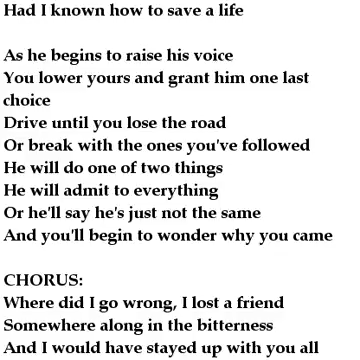 Had I known how to save a life
As he begins to raise his voice
You lower yours and grant him one last
choice
Drive until you lose the road
Or break with the ones you've followed
He will do one of two things
He will admit to everything
Or he'll say he's just not the same
And you'll begin to wonder why you came
CHORUS:
Where did I go wrong, I lost a friend
Somewhere along in the bitterness
And I would have stayed up with you all